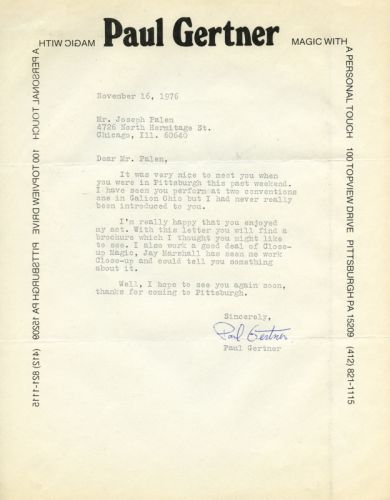 Paul Gertner
MAGIC WITH
MAGIC WITH
A PERSONAL TOUCH 100 TOPVIEW DRIVE PITTSBURGH PA 15209 (412) 821-1115
A PERSONAL TOUCH 100 TOPVIEW DRIVE PITTSBURGH PA 15209 (412) 821-1115
November 16, 1976
Mr. Joseph Palen
4726 North Hermitage St.
Chicago, Ill. 60640
Dear Mr. Palen,
It was very nice to meet you when
you were in Pittsburgh this past weekend.
I have seen you perform at two conventions
one in Galion Ohio but I had never really
been introduced to you.
I'm really happy that you enjoyed
my act. With this letter you will find a
brochure which I thought you might like
to see. I also work a good deal of Close-
up Magic, Jay Marshall has seen me work
Close-up and could tell you something
about it.
Well, I hope to see you again soon,
thanks for coming to Pittsburgh.
Sincerely,
Paul Gertner
Paul Gertner